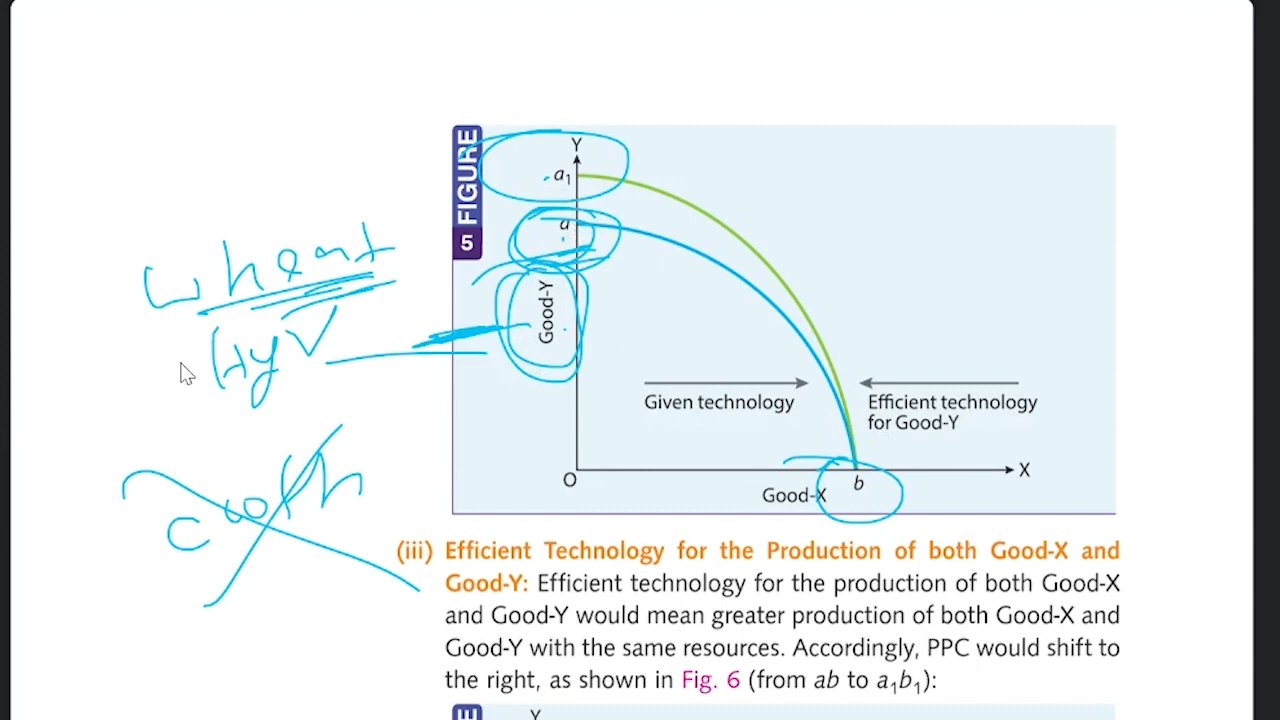 FIGURE
5
Y
a₁
a
Good-Y
Given technology
Efficient technology
for Good-Y
O
X
b
Good-X
Wheat
Hyv
cloth
(iii) Efficient Technology for the Production of both Good-X and
Good-Y: Efficient technology for the production of both Good-X
and Good-Y would mean greater production of both Good-X and
Good-Y with the same resources. Accordingly, PPC would shift to
the right, as shown in Fig. 6 (from ab to a₁b₁):
Y